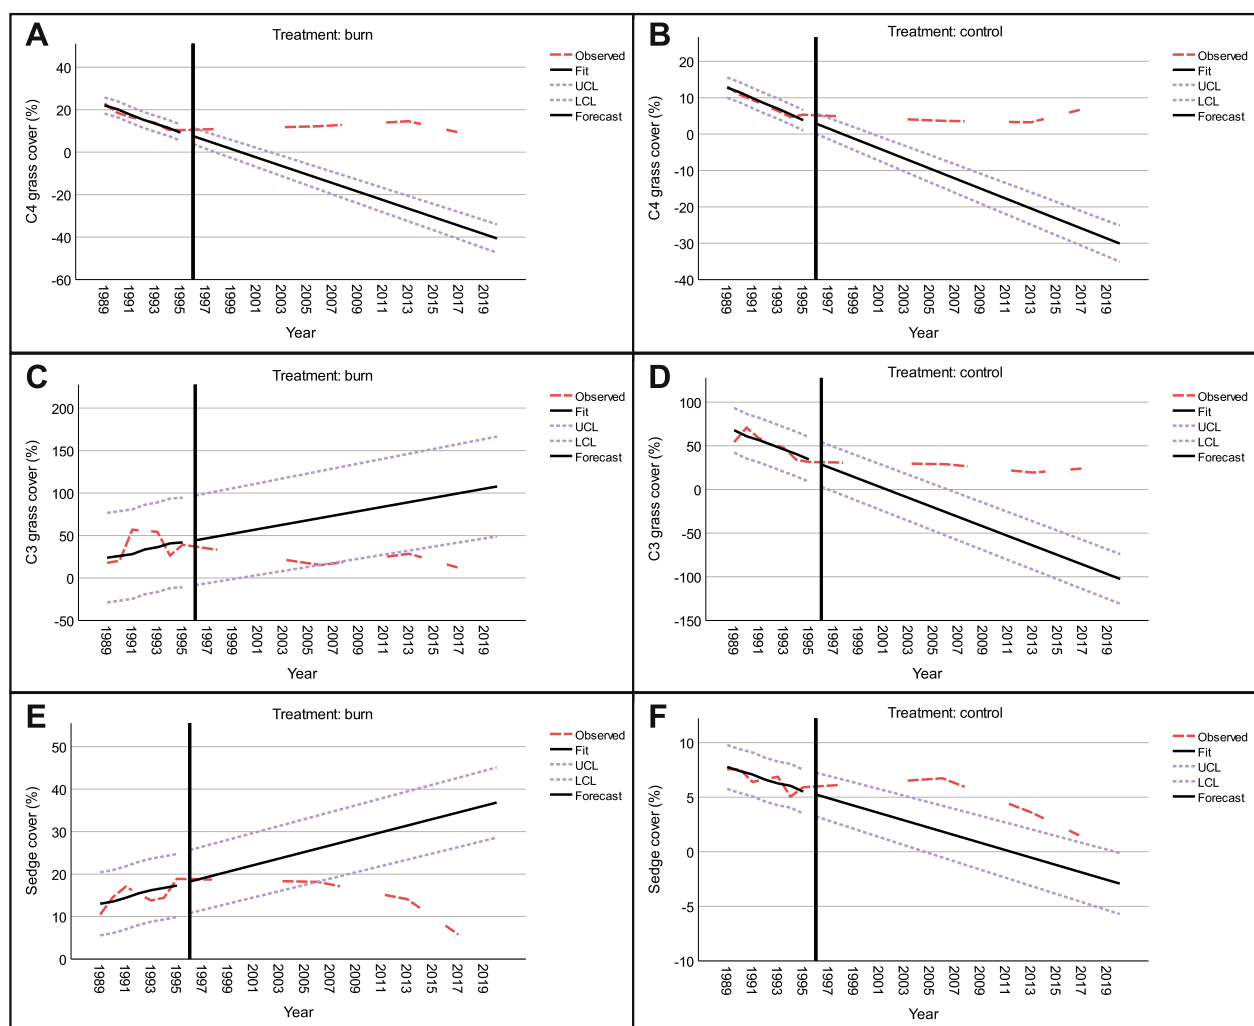 A
Treatment: burn
C4 grass cover (%)
40
20
0
-20
-40
-60
1989
1991
1993
1995
1997
1999
2001
2003
2005
2007
2009
2011
2013
2015
2017
2019
Year
Observed
Fit
UCL
LCL
Forecast
B
Treatment: control
C4 grass cover (%)
20
10
0
-10
-20
-30
-40
1989
1991
1993
1995
1997
1999
2001
2003
2005
2007
2009
2011
2013
2015
2017
2019
Year
Observed
Fit
UCL
LCL
Forecast
C
Treatment: burn
C3 grass cover (%)
200
150
100
50
0
-50
1989
1991
1993
1995
1997
1999
2001
2003
2005
2007
2009
2011
2013
2015
2017
2019
Year
Observed
Fit
UCL
LCL
Forecast
D
Treatment: control
C3 grass cover (%)
100
50
0
-50
-100
-150
1989
1991
1993
1995
1997
1999
2001
2003
2005
2007
2009
2011
2013
2015
2017
2019
Year
Observed
Fit
UCL
LCL
Forecast
E
Treatment: burn
Sedge cover (%)
50
40
30
20
10
0
1989
1991
1993
1995
1997
1999
2001
2003
2005
2007
2009
2011
2013
2015
2017
2019
Year
Observed
Fit
UCL
LCL
Forecast
F
Treatment: control
Sedge cover (%)
10
5
0
-5
-10
1989
1991
1993
1995
1997
1999
2001
2003
2005
2007
2009
2011
2013
2015
2017
2019
Year
Observed
Fit
UCL
LCL
Forecast